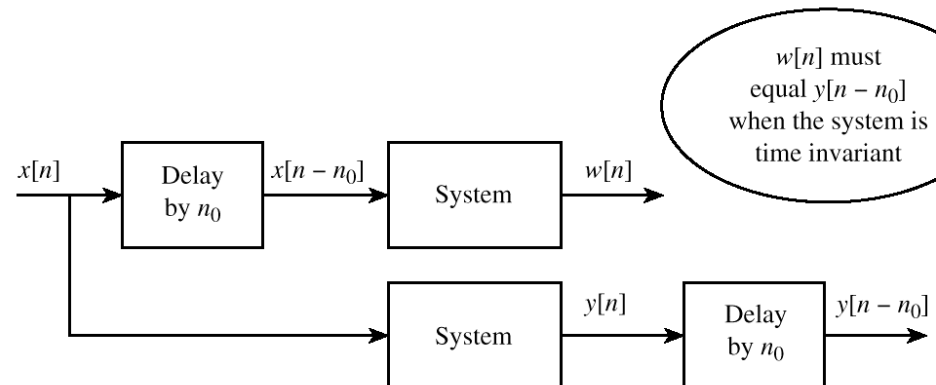 w[n] must
equal y[n − n₀]
when the system is
time invariant
x[n]
Delay
by n₀
x[n − n₀]
System
w[n]
System
y[n]
Delay
by n₀
y[n − n₀]